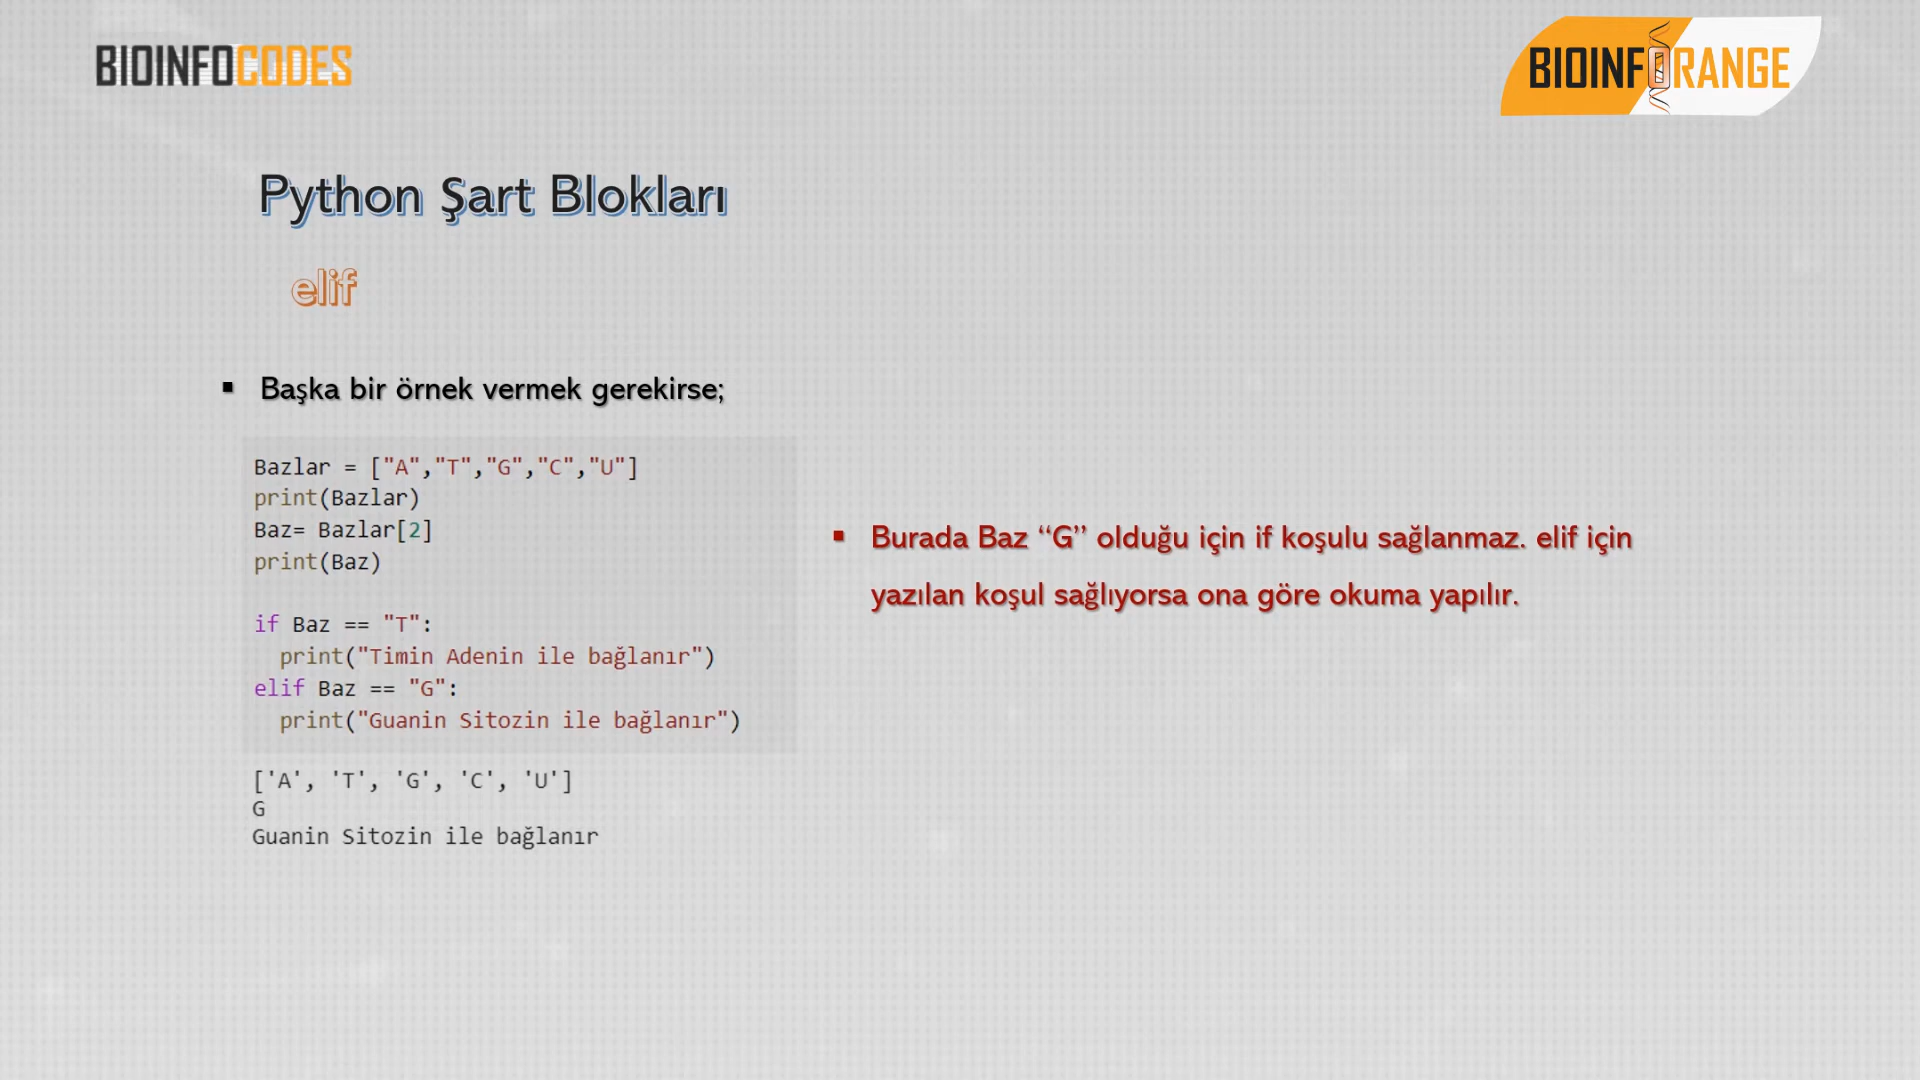 BIOINFOCODES
BIOINFORANGE
Python Şart Blokları
elif
▪ Başka bir örnek vermek gerekirse;
Bazlar = ["A","T","G","C","U"]
print(Bazlar)
Baz= Bazlar[2]
print(Baz)
if Baz == "T":
  print("Timin Adenin ile bağlanır")
elif Baz == "G":
  print("Guanin Sitozin ile bağlanır")
['A', 'T', 'G', 'C', 'U']
G
Guanin Sitozin ile bağlanır
▪ Burada Baz “G” olduğu için if koşulu sağlanmaz. elif için
yazılan koşul sağlıyorsa ona göre okuma yapılır.